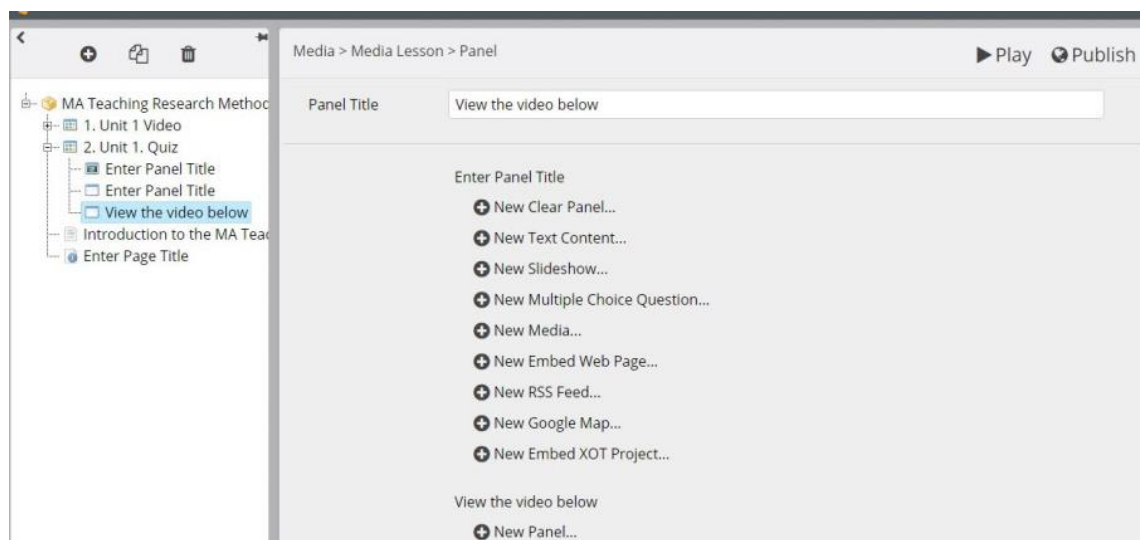 Media > Media Lesson > Panel
Play
Publish
MA Teaching Research Method
1. Unit 1 Video
2. Unit 1. Quiz
Enter Panel Title
Enter Panel Title
View the video below
Introduction to the MA Tea
Enter Page Title
Panel Title
View the video below
Enter Panel Title
New Clear Panel...
New Text Content...
New Slideshow...
New Multiple Choice Question...
New Media...
New Embed Web Page...
New RSS Feed...
New Google Map...
New Embed XOT Project...
View the video below
New Panel...